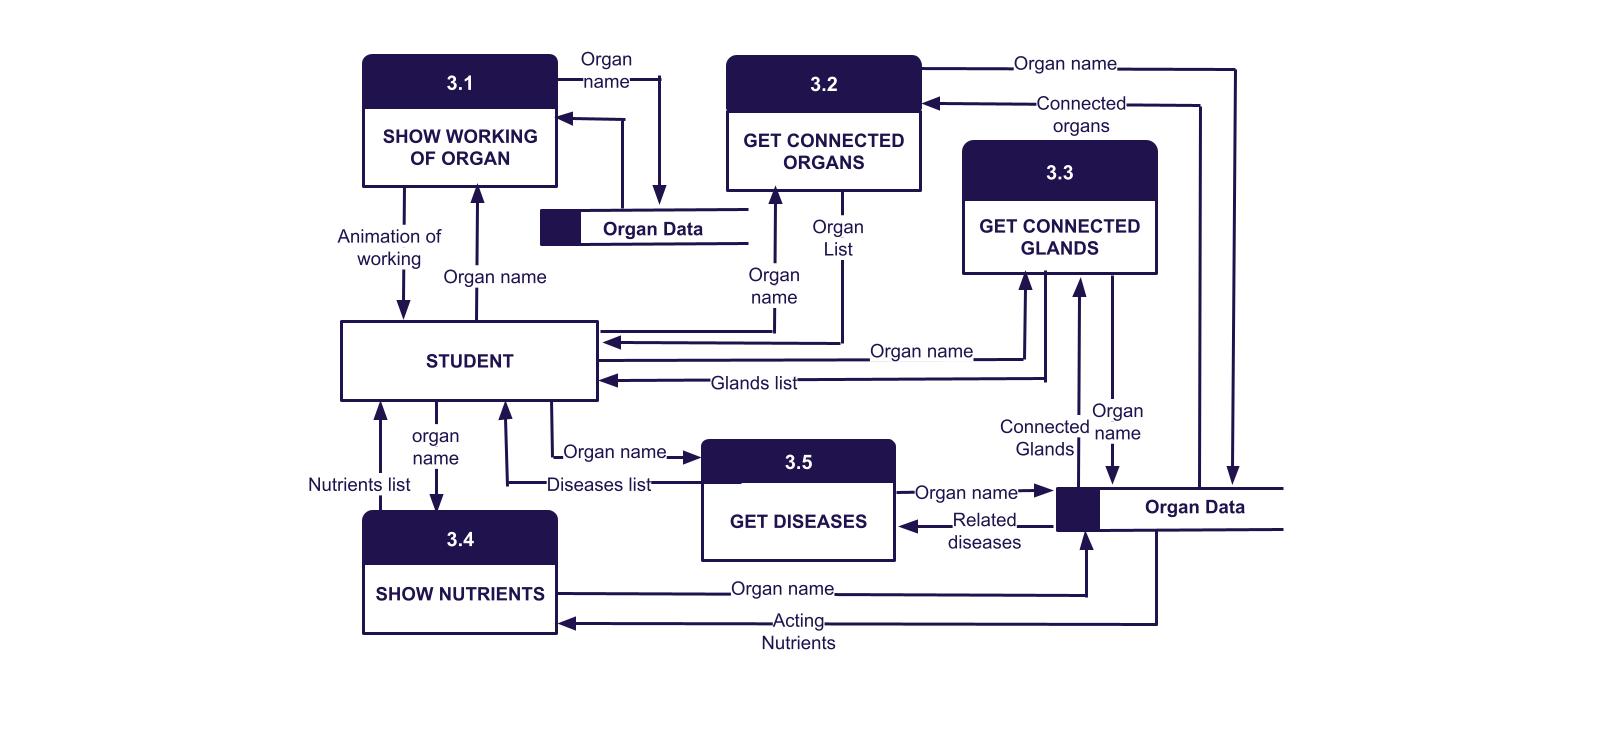 3.1
SHOW WORKING
OF ORGAN
Organ
name
3.2
GET CONNECTED
ORGANS
Organ name
Connected
organs
3.3
GET CONNECTED
GLANDS
Organ Data
Animation of
working
Organ name
Organ
List
Organ
name
STUDENT
Organ name
Glands list
organ
name
Nutrients list
Organ name
Diseases list
3.5
GET DISEASES
Connected
Glands
Organ
name
Organ name
Related
diseases
Organ Data
3.4
SHOW NUTRIENTS
Organ name
Acting
Nutrients